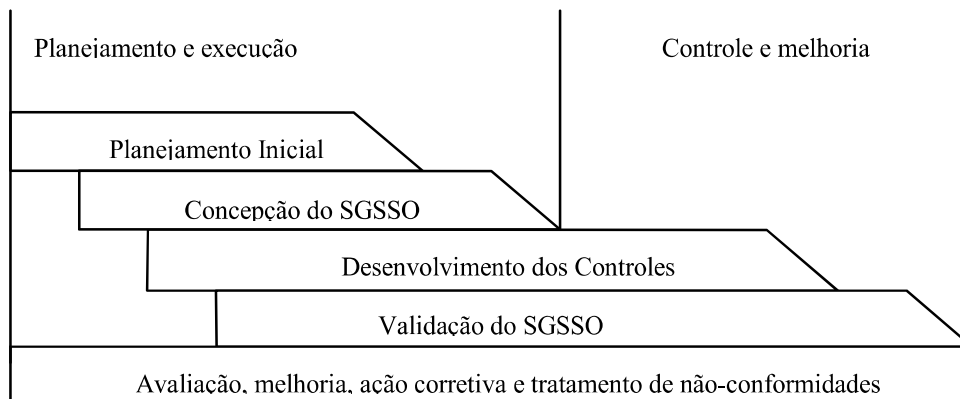 Planejamento e execução
Controle e melhoria
Planejamento Inicial
Concepção do SGSSO
Desenvolvimento dos Controles
Validação do SGSSO
Avaliação, melhoria, ação corretiva e tratamento de não-conformidades